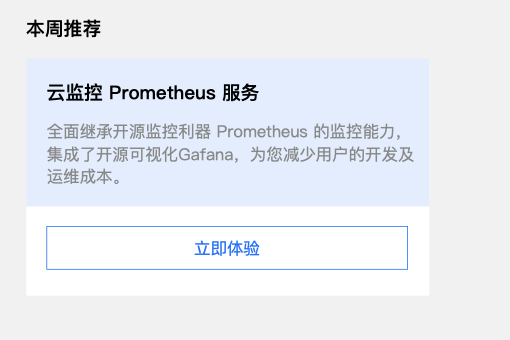 本周推荐
云监控 Prometheus 服务
全面继承开源监控利器 Prometheus 的监控能力，
集成了开源可视化Gafana，为您减少用户的开发及
运维成本。
立即体验